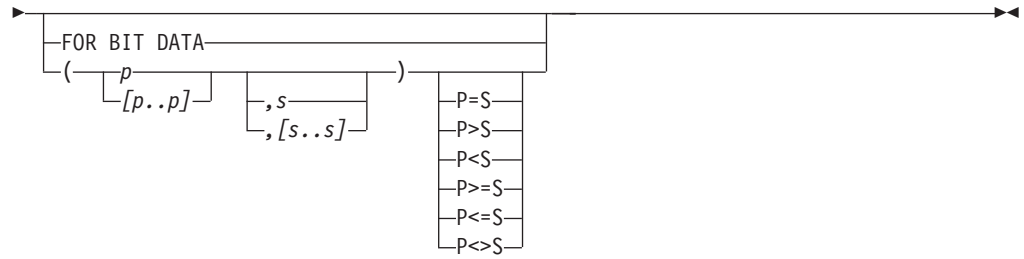 FOR BIT DATA
( p )
[p..p] ,s P=S
,[s..s] P>S
P<S
P>=S
P<=S
P<>S